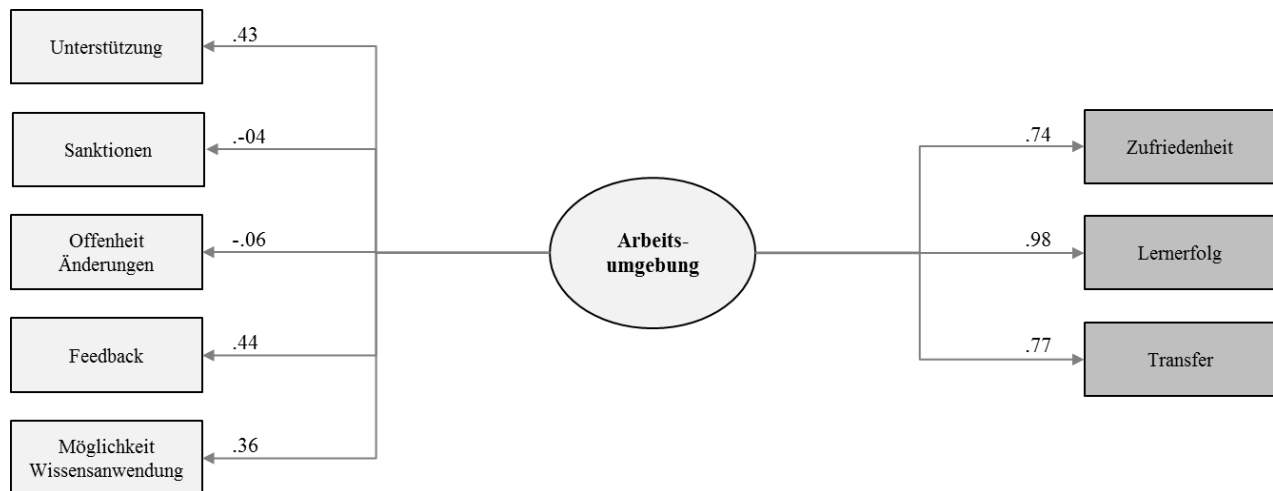 Unterstützung
.43
Sanktionen
.-04
Offenheit
Änderungen
-.06
Feedback
.44
Möglichkeit
Wissensanwendung
.36
Arbeits-
umgebung
.74
Zufriedenheit
.98
Lernerfolg
.77
Transfer